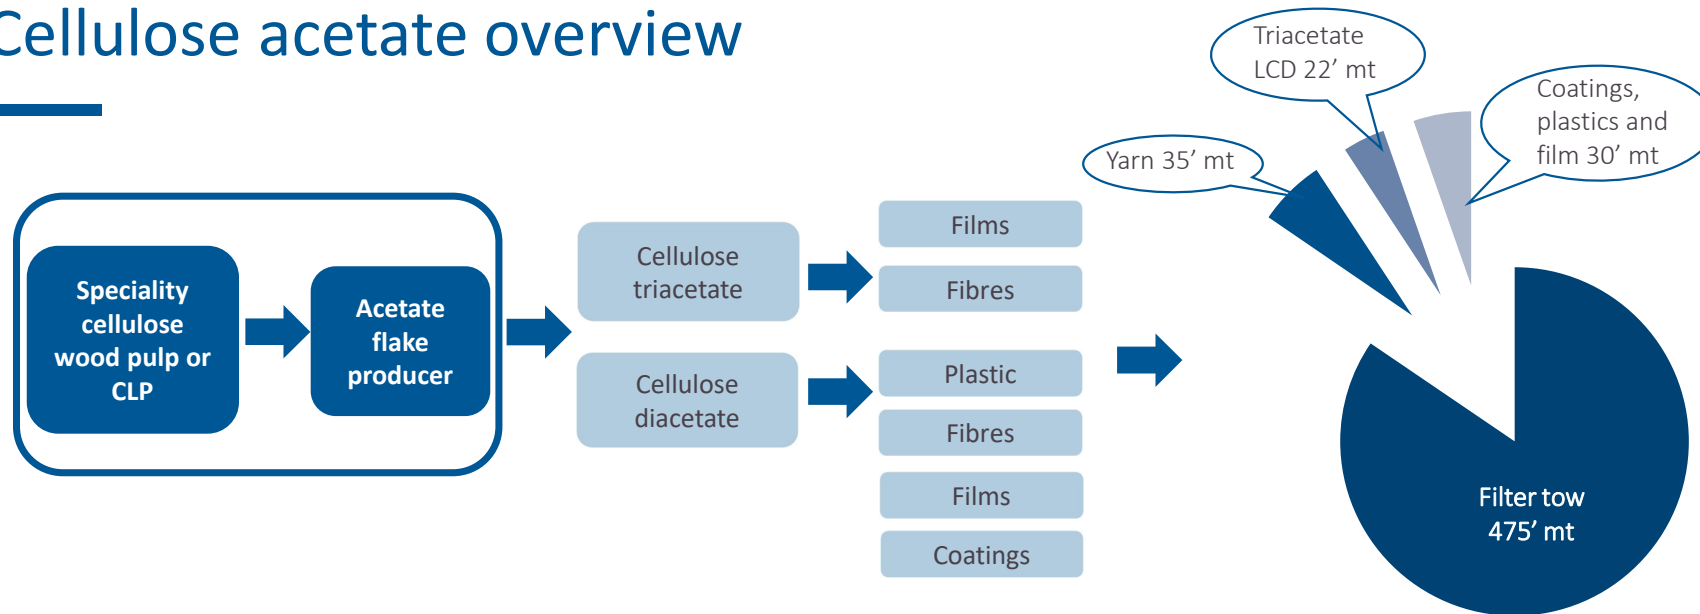 Cellulose acetate overview
Speciality
cellulose
wood pulp or
CLP
Acetate
flake
producer
Cellulose
triacetate
Cellulose
diacetate
Films
Fibres
Plastic
Fibres
Films
Coatings
Yarn 35’ mt
Triacetate
LCD 22’ mt
Coatings,
plastics and
film 30’ mt
Filter tow
475’ mt